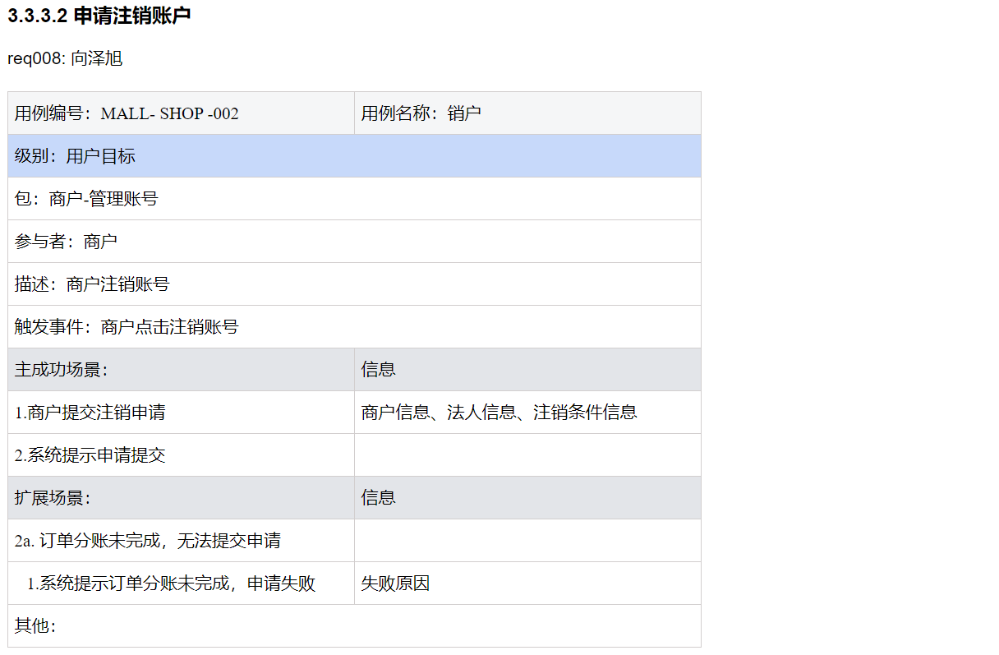 3.3.3.2 申请注销账户
req008: 向泽旭
用例编号：MALL- SHOP -002
用例名称：销户
级别：用户目标
包：商户-管理账号
参与者：商户
描述：商户注销账号
触发事件：商户点击注销账号
主成功场景：
信息
1.商户提交注销申请
商户信息、法人信息、注销条件信息
2.系统提示申请提交
扩展场景：
信息
2a. 订单分账未完成，无法提交申请
1.系统提示订单分账未完成，申请失败
失败原因
其他：